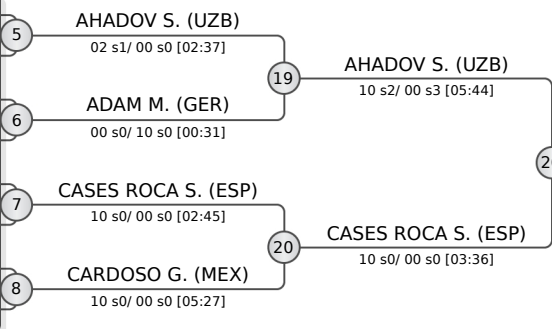 5
AHADOV S. (UZB)
02 s1/ 00 s0 [02:37]
19
AHADOV S. (UZB)
10 s2/ 00 s3 [05:44]
6
ADAM M. (GER)
00 s0/ 10 s0 [00:31]
7
CASES ROCA S. (ESP)
10 s0/ 00 s0 [02:45]
20
CASES ROCA S. (ESP)
10 s0/ 00 s0 [03:36]
8
CARDOSO G. (MEX)
10 s0/ 00 s0 [05:27]